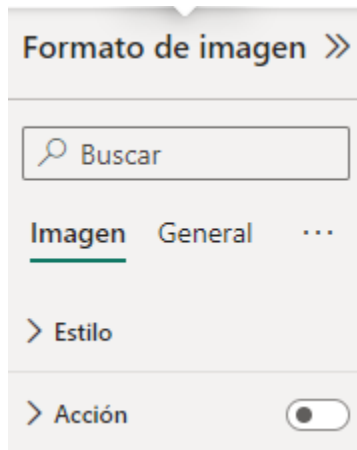 Formato de imagen
Buscar
Imagen General ...
Estilo
Acción